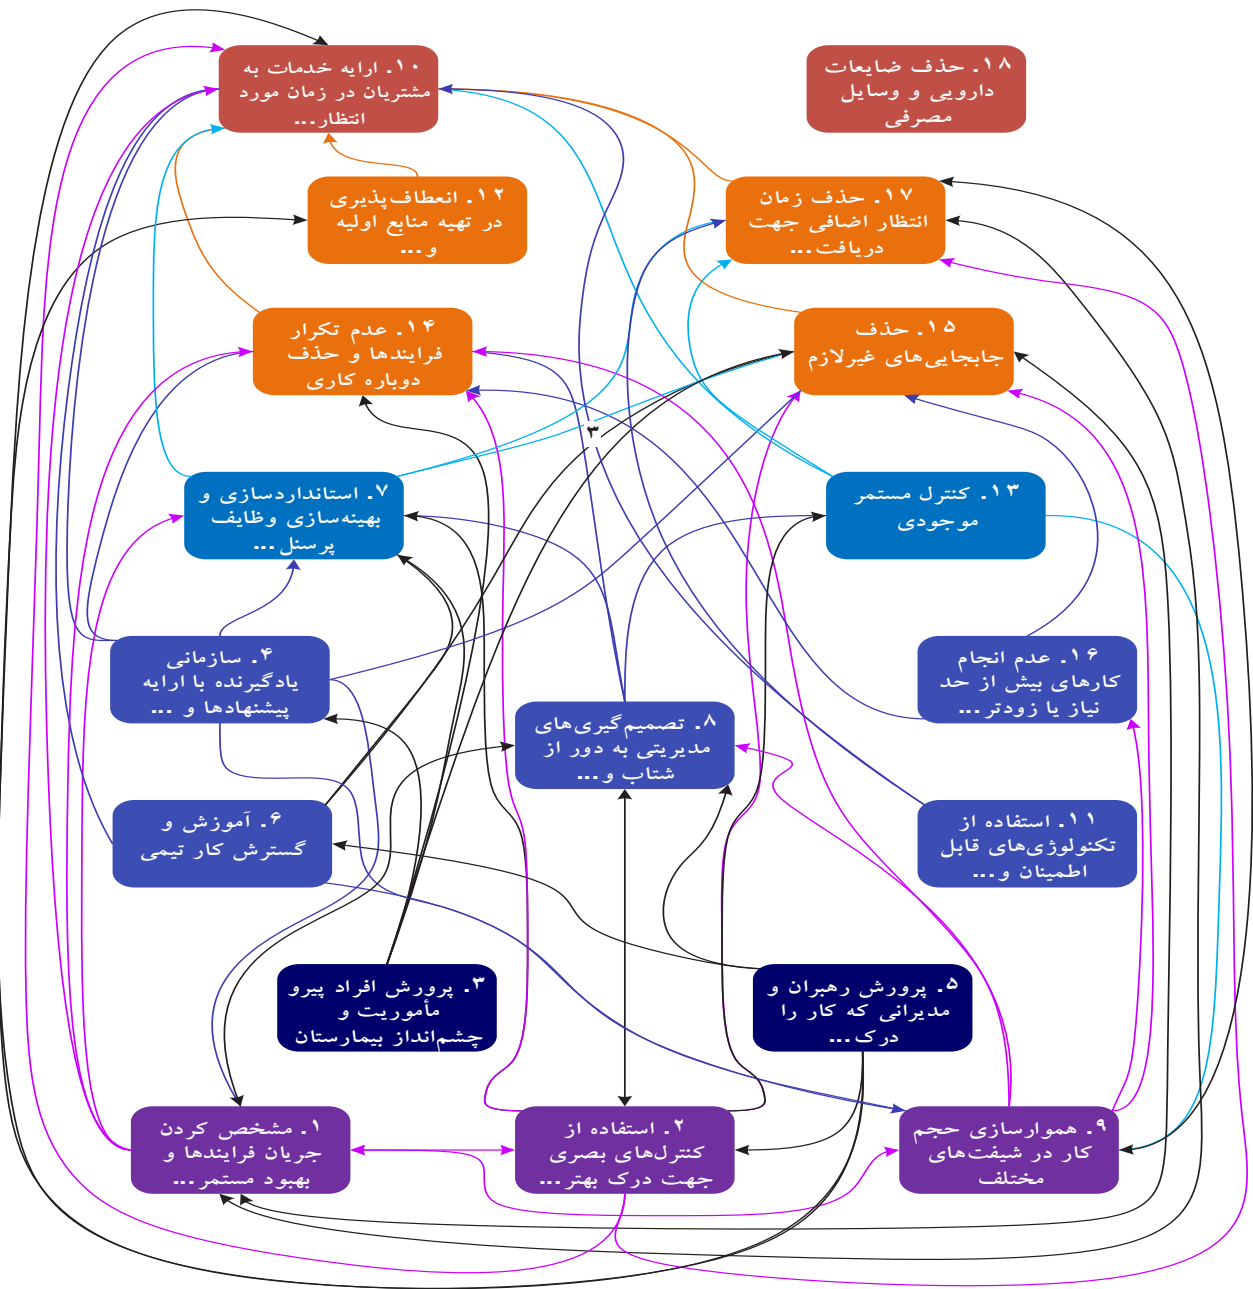 ۱۰. ارایه خدمات به
مشتریان در زمان مورد
انتظار...
۱۸. حذف ضایعات
دارویی و وسایل
مصرفی
۱۲. انعطاف‌پذیری
در تهیه منابع اولیه
و...
۱۷. حذف زمان
انتظار اضافی جهت
دریافت...
۱۴. عدم تکرار
فرایندها و حذف
دوباره کاری
۱۵. حذف
جابجایی‌های غیرلازم
۳
۷. استانداردسازی و
بهینه‌سازی وظایف
پرسنل...
۱۳. کنترل مستمر
موجودی
۴. سازمانی
یادگیرنده با ارایه
پیشنهادها و ...
۱۶. عدم انجام
کارهای بیش از حد
نیاز یا زودتر...
۸. تصمیم‌گیری‌های
مدیریتی به دور از
شتاب و...
۶. آموزش و
گسترش کار تیمی
۱۱. استفاده از
تکنولوژی‌های قابل
اطمینان و...
۳. پرورش افراد پیرو
مأموریت و
چشم‌انداز بیمارستان
۵. پرورش رهبران و
مدیرانی که کار را
درک...
۱. مشخص کردن
جریان فرایندها و
بهبود مستمر...
۲. استفاده از
کنترل‌های بصری
جهت درک بهتر...
۹. هموارسازی حجم
کار در شیفت‌های
مختلف